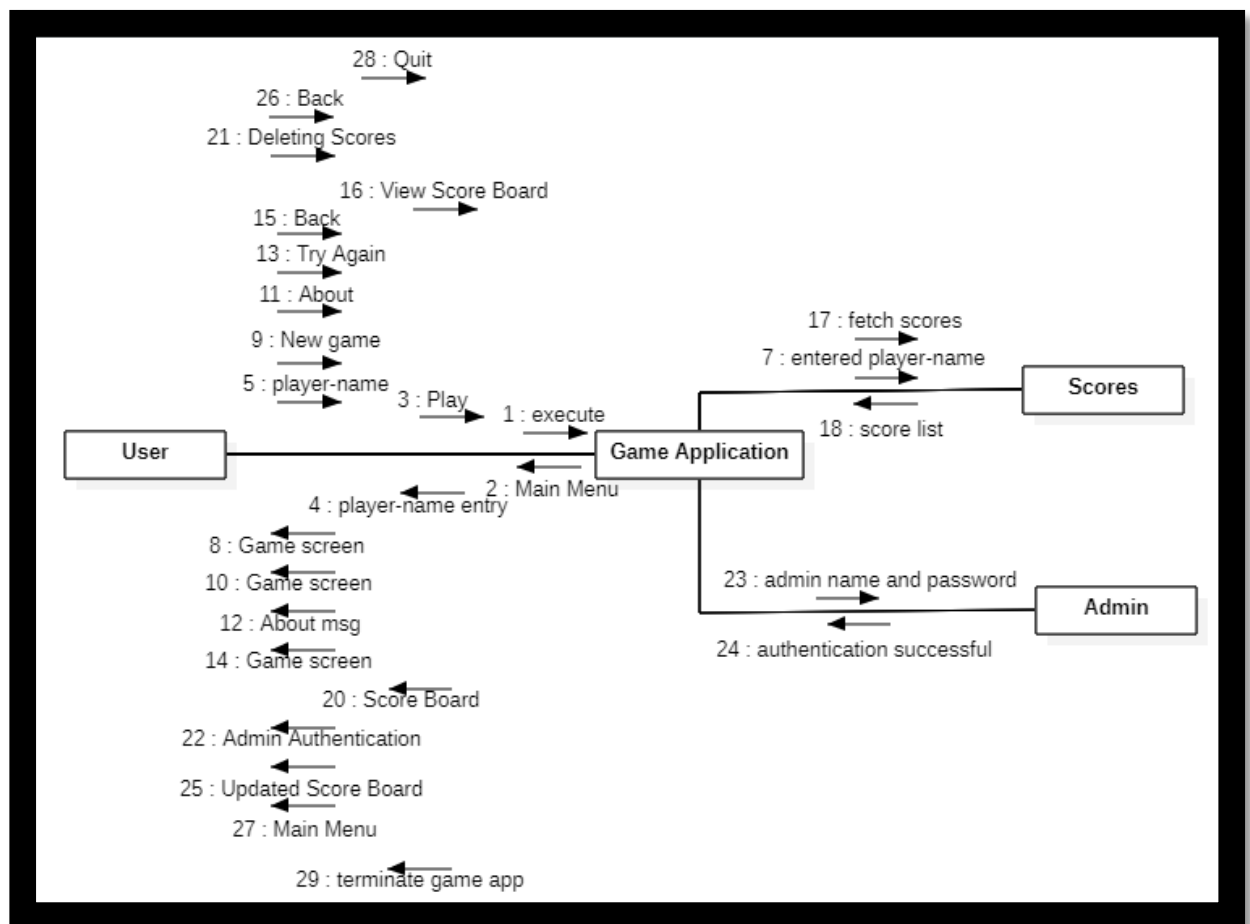 28 : Quit
26 : Back
21 : Deleting Scores
16 : View Score Board
15 : Back
13 : Try Again
11 : About
9 : New game
5 : player-name
3 : Play
1 : execute
17 : fetch scores
7 : entered player-name
Scores
18 : score list
User
Game Application
2 : Main Menu
4 : player-name entry
8 : Game screen
10 : Game screen
12 : About msg
14 : Game screen
20 : Score Board
22 : Admin Authentication
25 : Updated Score Board
27 : Main Menu
29 : terminate game app
23 : admin name and password
Admin
24 : authentication successful